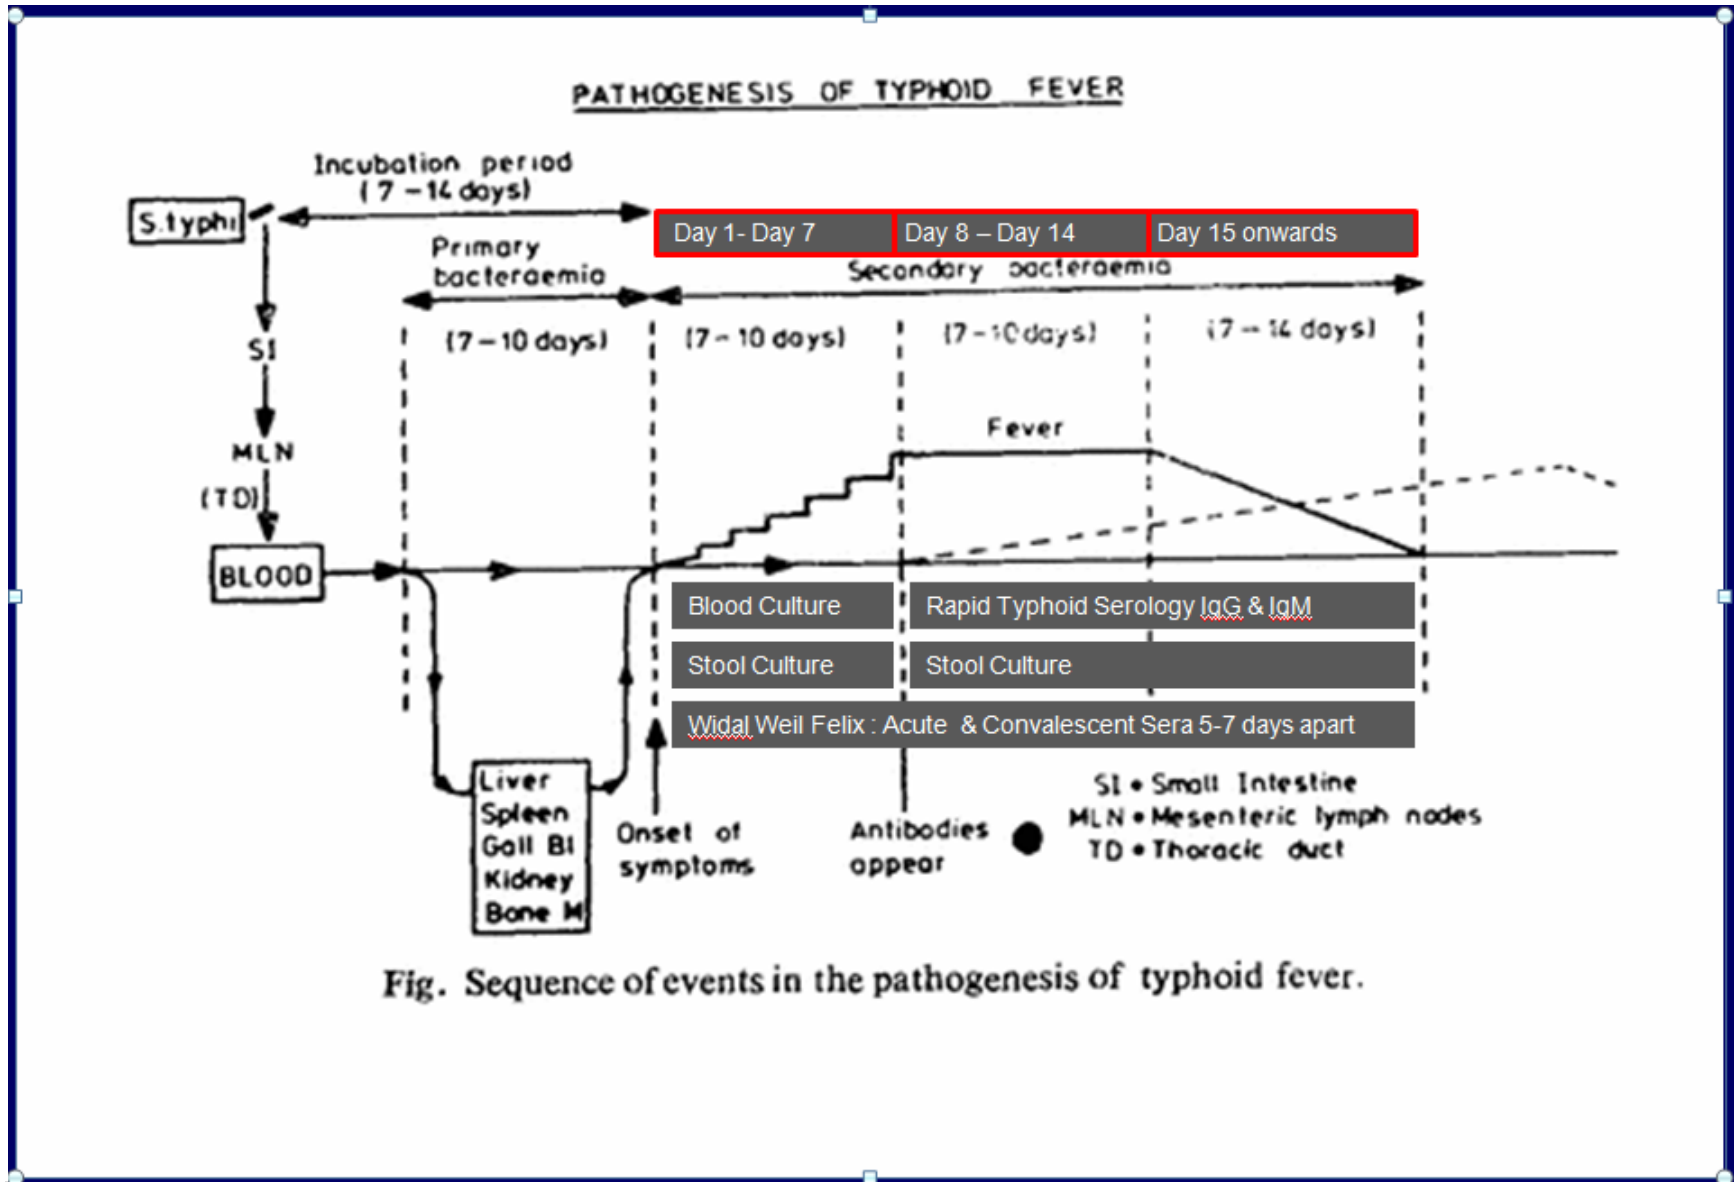 PATHOGENESIS OF TYPHOID FEVER
Incubation period
(7-14 days)
S.typhi
Day 1- Day 7
Day 8 – Day 14
Day 15 onwards
Primary
bacteraemia
Secondary bacteraemia
(7-10 days)
(7-10 days)
(7-10 days)
(7-14 days)
SI
MLN
(TD)
BLOOD
Fever
Blood Culture
Rapid Typhoid Serology IgG & IgM
Stool Culture
Stool Culture
Widal Weil Felix : Acute & Convalescent Sera 5-7 days apart
Liver
Spleen
Gall Bl
Kidney
Bone M
Onset of
symptoms
Antibodies
appear
SI • Small Intestine
MLN • Mesenteric lymph nodes
TD • Thoracic duct
Fig. Sequence of events in the pathogenesis of typhoid fever.